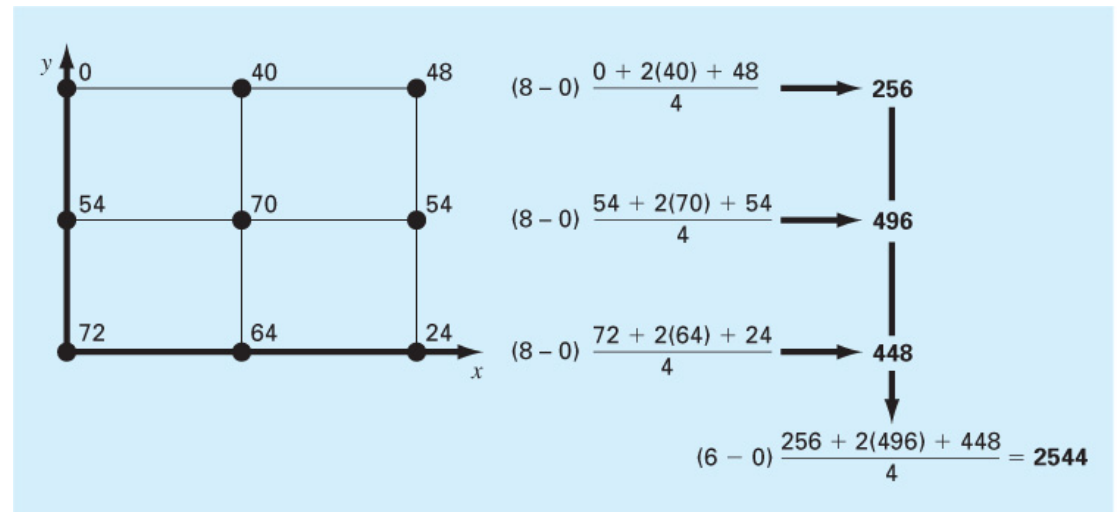 y 0 40 48 (8 – 0) 0 + 2(40) + 48 / 4 256
54 70 54 (8 – 0) 54 + 2(70) + 54 / 4 496
72 64 24 (8 – 0) 72 + 2(64) + 24 / 4 448
x
(6 – 0) 256 + 2(496) + 448 / 4 = 2544